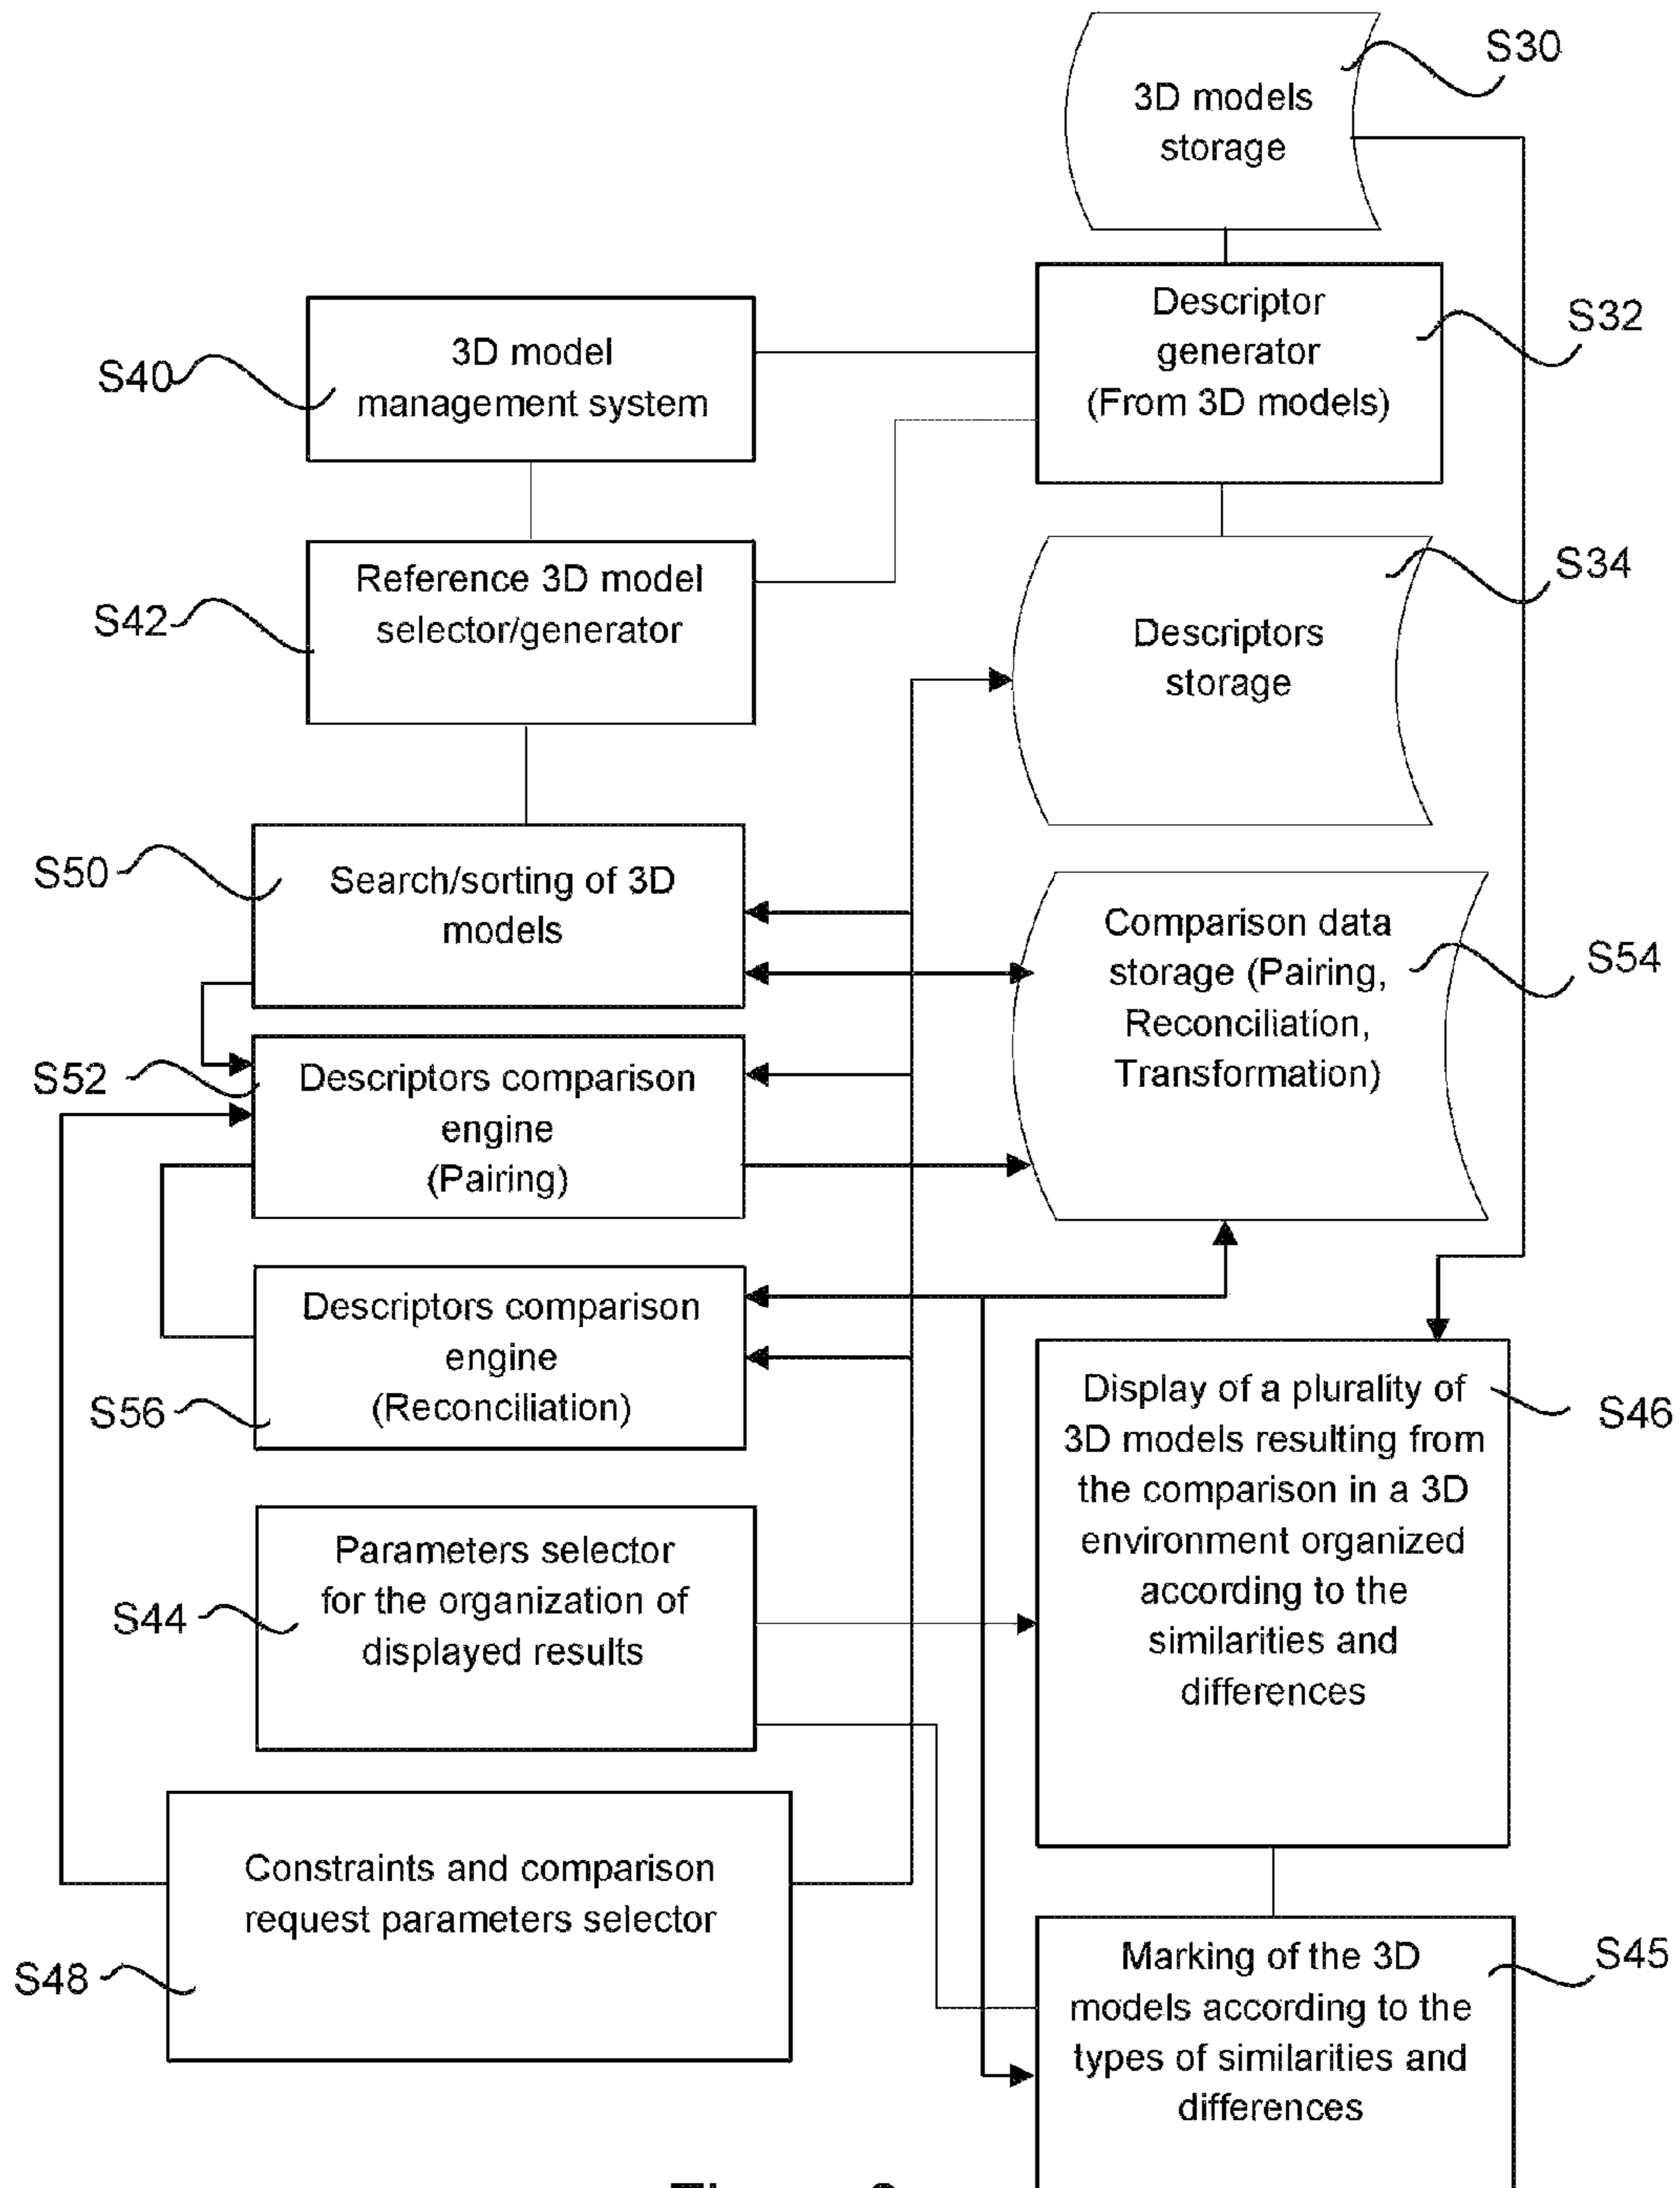 S30
3D models
storage
S32
Descriptor
generator
(From 3D models)
S40
3D model
management system
S34
Descriptors
storage
S42
Reference 3D model
selector/generator
S50
Search/sorting of 3D
models
S54
Comparison data
storage (Pairing,
Reconciliation,
Transformation)
S52
Descriptors comparison
engine
(Pairing)
S56
Descriptors comparison
engine
(Reconciliation)
S46
Display of a plurality of
3D models resulting from
the comparison in a 3D
environment organized
according to the
similarities and
differences
S44
Parameters selector
for the organization of
displayed results
S48
Constraints and comparison
request parameters selector
S45
Marking of the 3D
models according to the
types of similarities and
differences